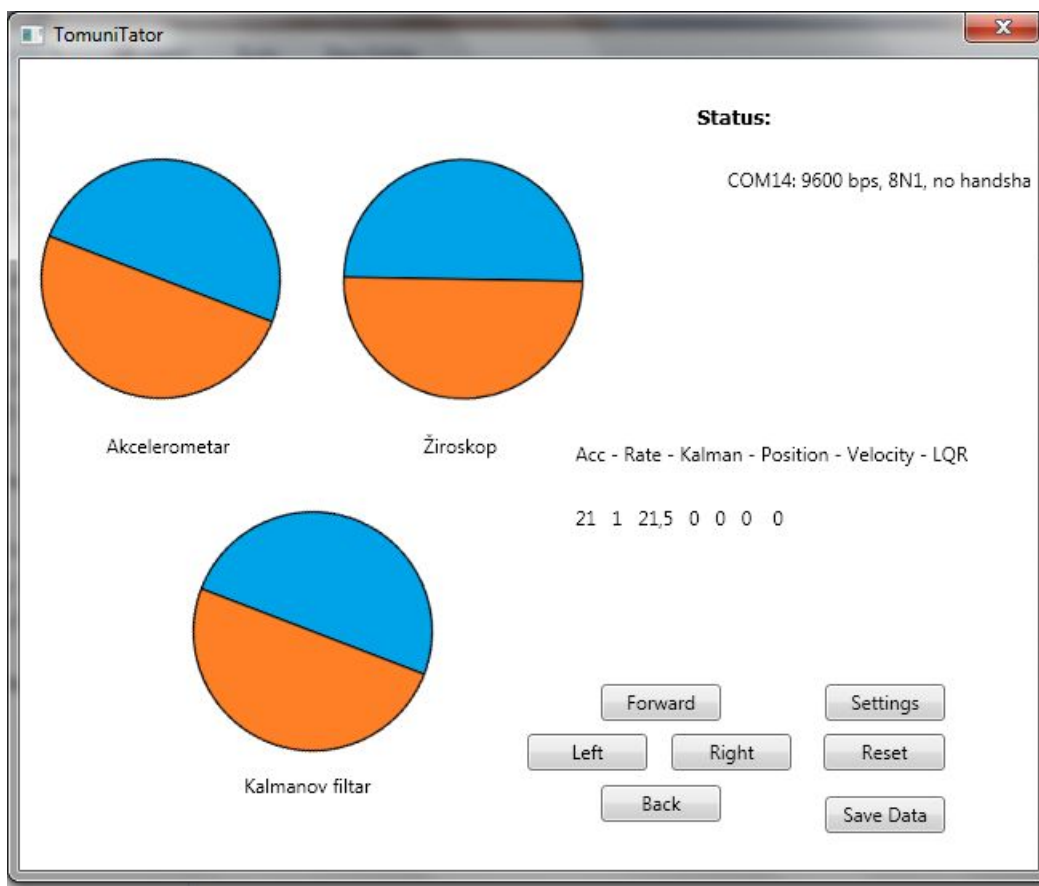 TomuniTator
Status:
COM14: 9600 bps, 8N1, no handsha
Akcelerometar
Žiroskop
Acc - Rate - Kalman - Position - Velocity - LQR
21 1 21,5 0 0 0 0
Kalmanov filtar
Forward
Settings
Left
Right
Reset
Back
Save Data